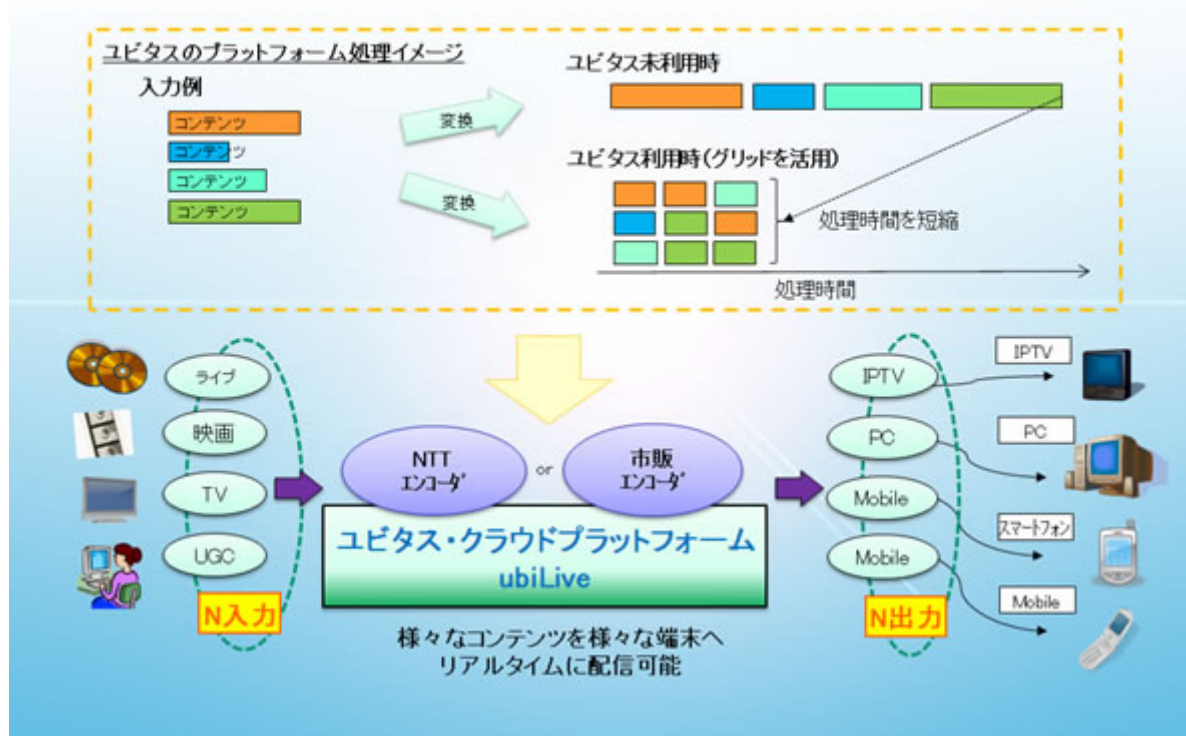 ユビタスのプラットフォーム処理イメージ
入力例
コンテンツ
コンテンツ
コンテンツ
コンテンツ
変換
変換
ユビタス未利用時
ユビタス利用時(グリッドを活用)
処理時間を短縮
処理時間
ライブ
映画
TV
UGC
N入力
NTT
エンコーダ
or
市販
エンコーダ
ユビタス・クラウドプラットフォーム
ubiLive
様々なコンテンツを様々な端末へ
リアルタイムに配信可能
IPTV
PC
Mobile
Mobile
N出力
IPTV
PC
スマートフォン
Mobile